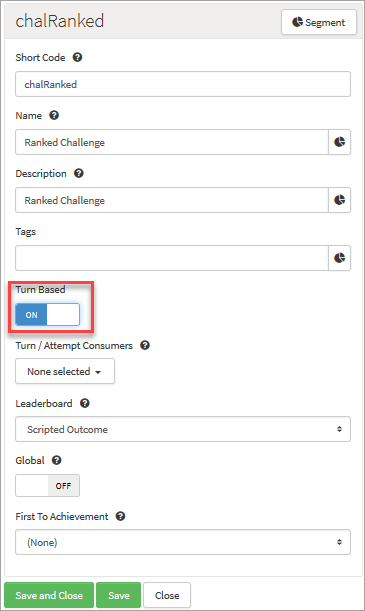 chalRanked
Segment
Short Code
chalRanked
Name
Ranked Challenge
Description
Ranked Challenge
Tags
Turn Based
ON
Turn / Attempt Consumers
None selected
Leaderboard
Scripted Outcome
Global
OFF
First To Achievement
(None)
Save and Close Save Close